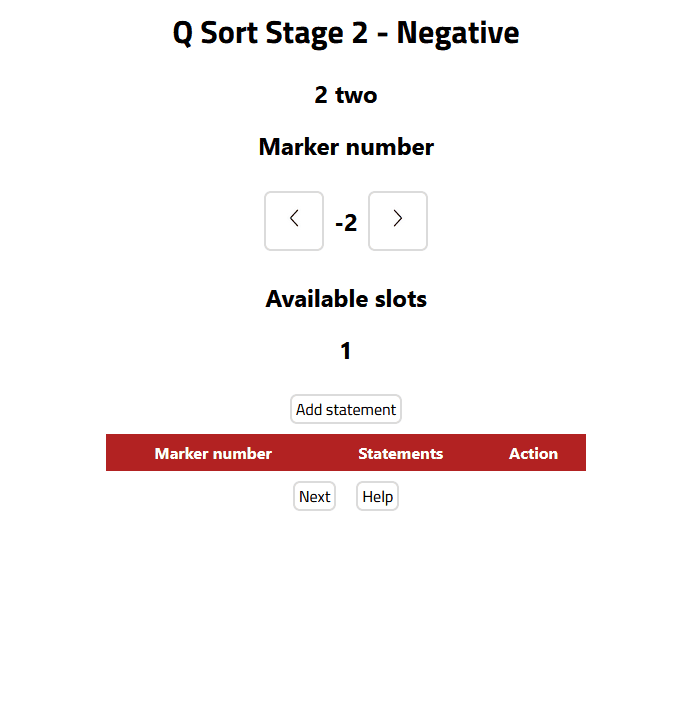 Q Sort Stage 2 - Negative
2 two
Marker number
-2
Available slots
1
Add statement
Marker number Statements Action
Next Help